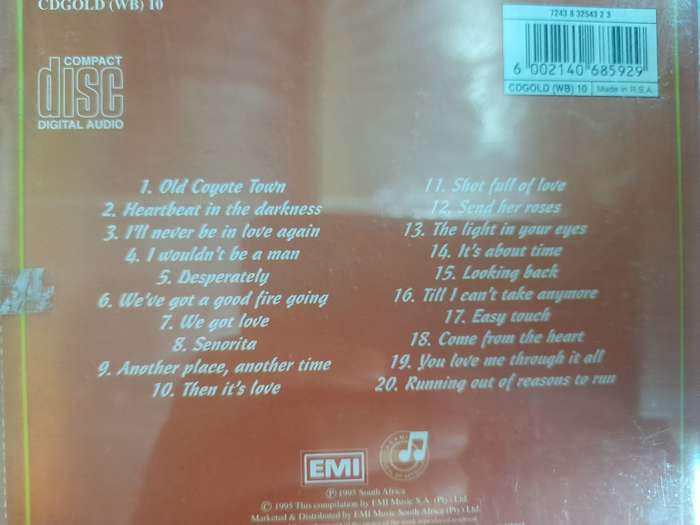 CDGOLD (WB) 10
7243 8 32543 2 3
6 002140 685929
CDGOLD (WB) 10 Made in R.S.A.
COMPACT
disc
DIGITAL AUDIO
1. Old Coyote Town
2. Heartbeat in the darkness
3. I'll never be in love again
4. I wouldn't be a man
5. Desperately
6. We've got a good fire going
7. We got love
8. Senorita
9. Another place, another time
10. Then it's love
11. Shot full of love
12. Send her roses
13. The light in your eyes
14. It's about time
15. Looking back
16. Till I can't take anymore
17. Easy touch
18. Come from the heart
19. You love me through it all
20. Running out of reasons to run
EMI
Ⓟ 1995 South Africa
© 1995 This compilation by EMI Music S.A. (Pty) Ltd.
Marketed & Distributed by EMI Music South Africa (Pty) Ltd.